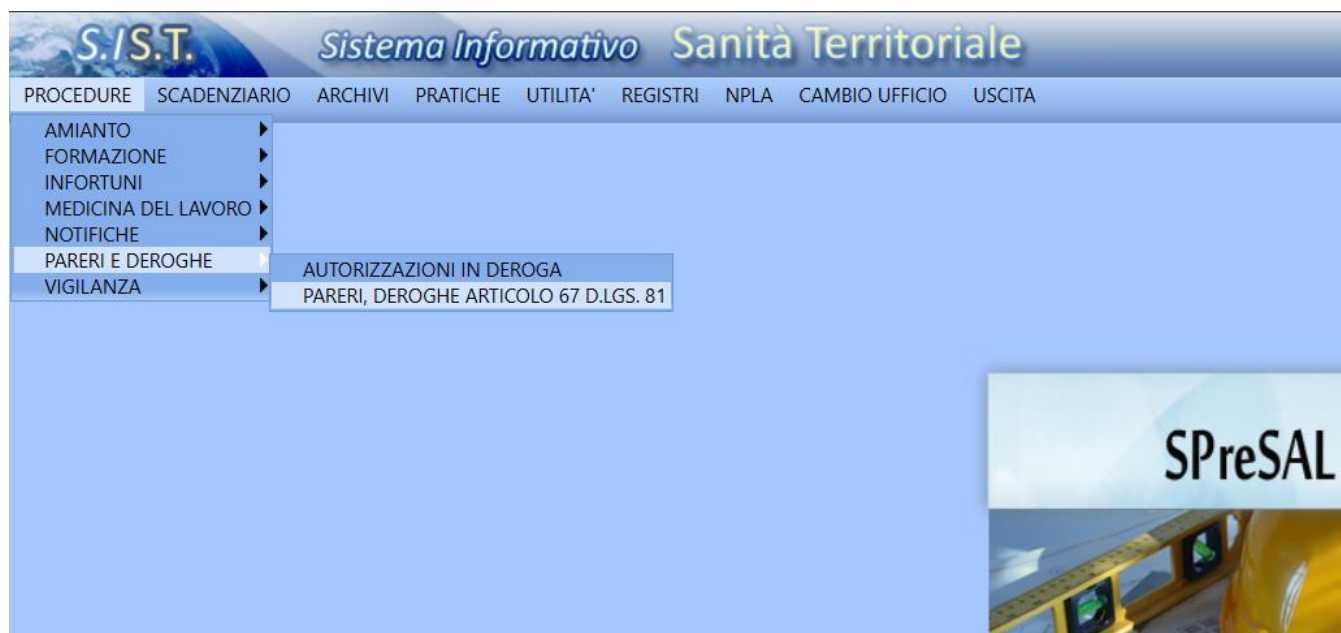 S.IS.T. Sistema Informativo Sanità Territoriale
PROCEDURE SCADENZIARIO ARCHIVI PRATICHE UTILITA' REGISTRI NPLA CAMBIO UFFICIO USCITA
AMIANTO
FORMAZIONE
INFORTUNI
MEDICINA DEL LAVORO
NOTIFICHE
PARERI E DEROGHE
VIGILANZA
AUTORIZZAZIONI IN DEROGA
PARERI, DEROGHE ARTICOLO 67 D.LGS. 81
SPreSAL